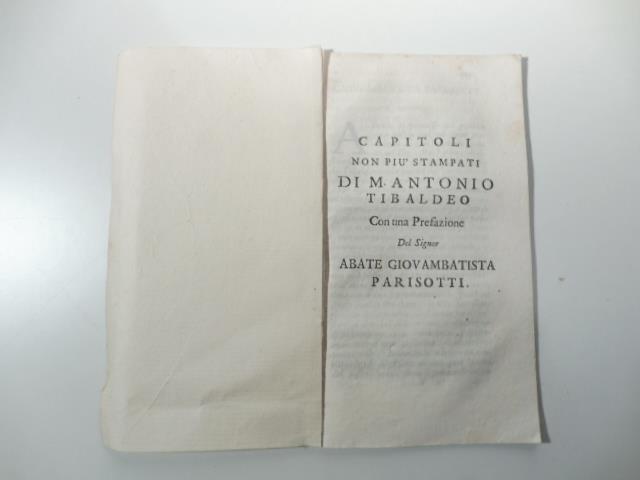 CAPITOLI
NON PIU' STAMPATI
DI M. ANTONIO
TIBALDEO
Con una Prefazione
Del Signor
ABATE GIOVAMBATISTA
PARISOTTI.